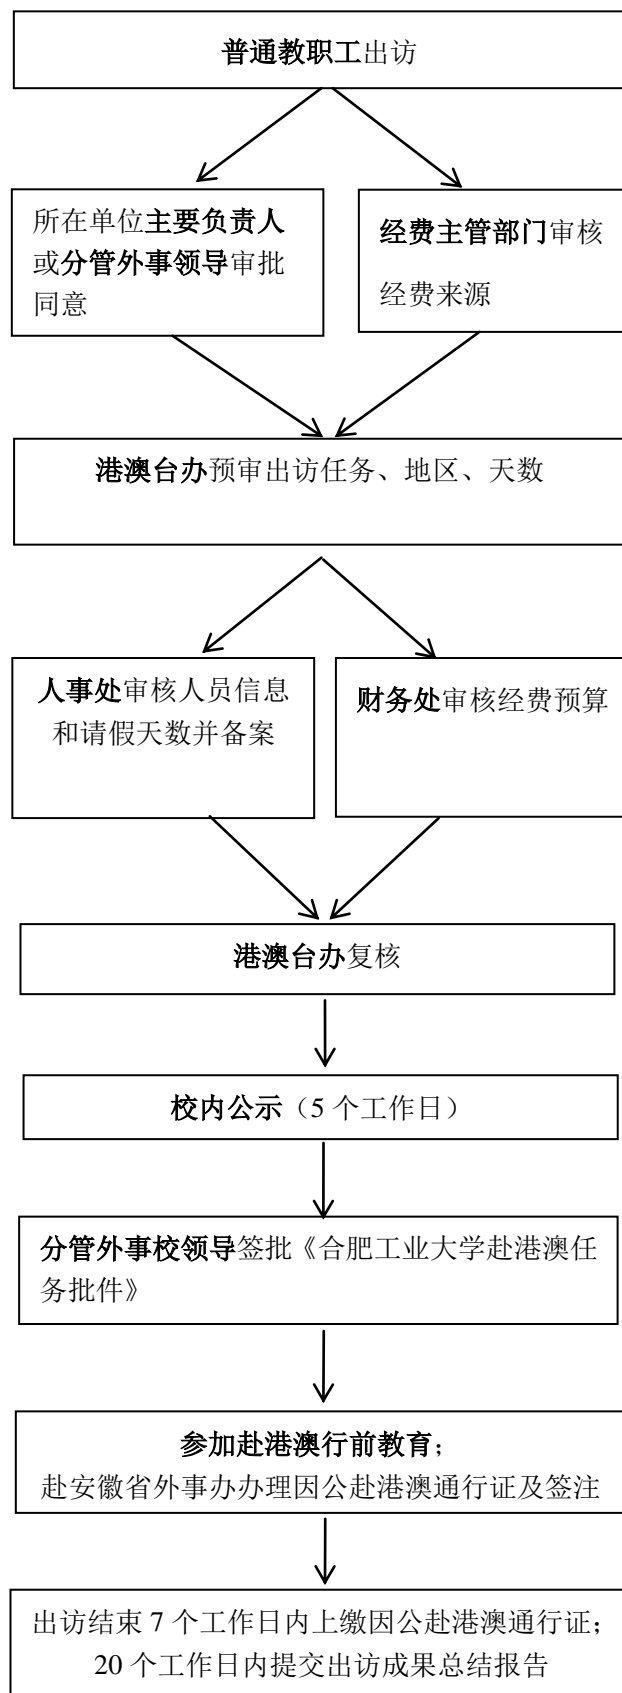 普通教职工出访
所在单位主要负责人
或分管外事领导审批
同意
经费主管部门审核
经费来源
港澳台办预审出访任务、地区、天数
人事处审核人员信息
和请假天数并备案
财务处审核经费预算
港澳台办复核
校内公示（5 个工作日）
分管外事校领导签批《合肥工业大学赴港澳任
务批件》
参加赴港澳行前教育；
赴安徽省外事办办理因公赴港澳通行证及签注
出访结束 7 个工作日内上缴因公赴港澳通行证；
20 个工作日内提交出访成果总结报告